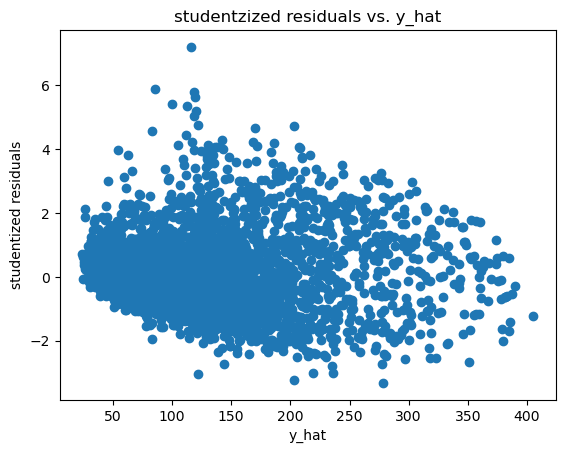 studentzized residuals vs. y_hat
studentized residuals
6
4
2
0
−2
50 100 150 200 250 300 350 400
y_hat